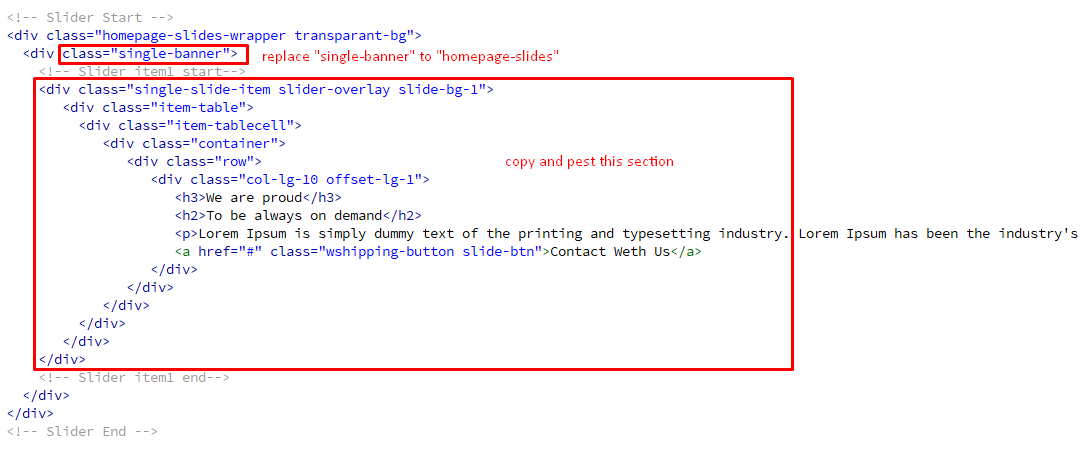 <!-- Slider Start -->
<div class="homepage-slides-wrapper transparant-bg">
<div class="single-banner"> replace "single-banner" to "homepage-slides"
<!-- Slider item1 start-->
<div class="single-slide-item slider-overlay slide-bg-1">
<div class="item-table">
<div class="item-tablecell">
<div class="container">
<div class="row"> copy and pest this section
<div class="col-lg-10 offset-lg-1">
<h3>We are proud</h3>
<h2>To be always on demand</h2>
<p>Lorem Ipsum is simply dummy text of the printing and typesetting industry. Lorem Ipsum has been the industry's
<a href="#" class="wshipping-button slide-btn">Contact Weth Us</a>
</div>
</div>
</div>
</div>
</div>
</div>
<!-- Slider item1 end-->
</div>
</div>
<!-- Slider End -->